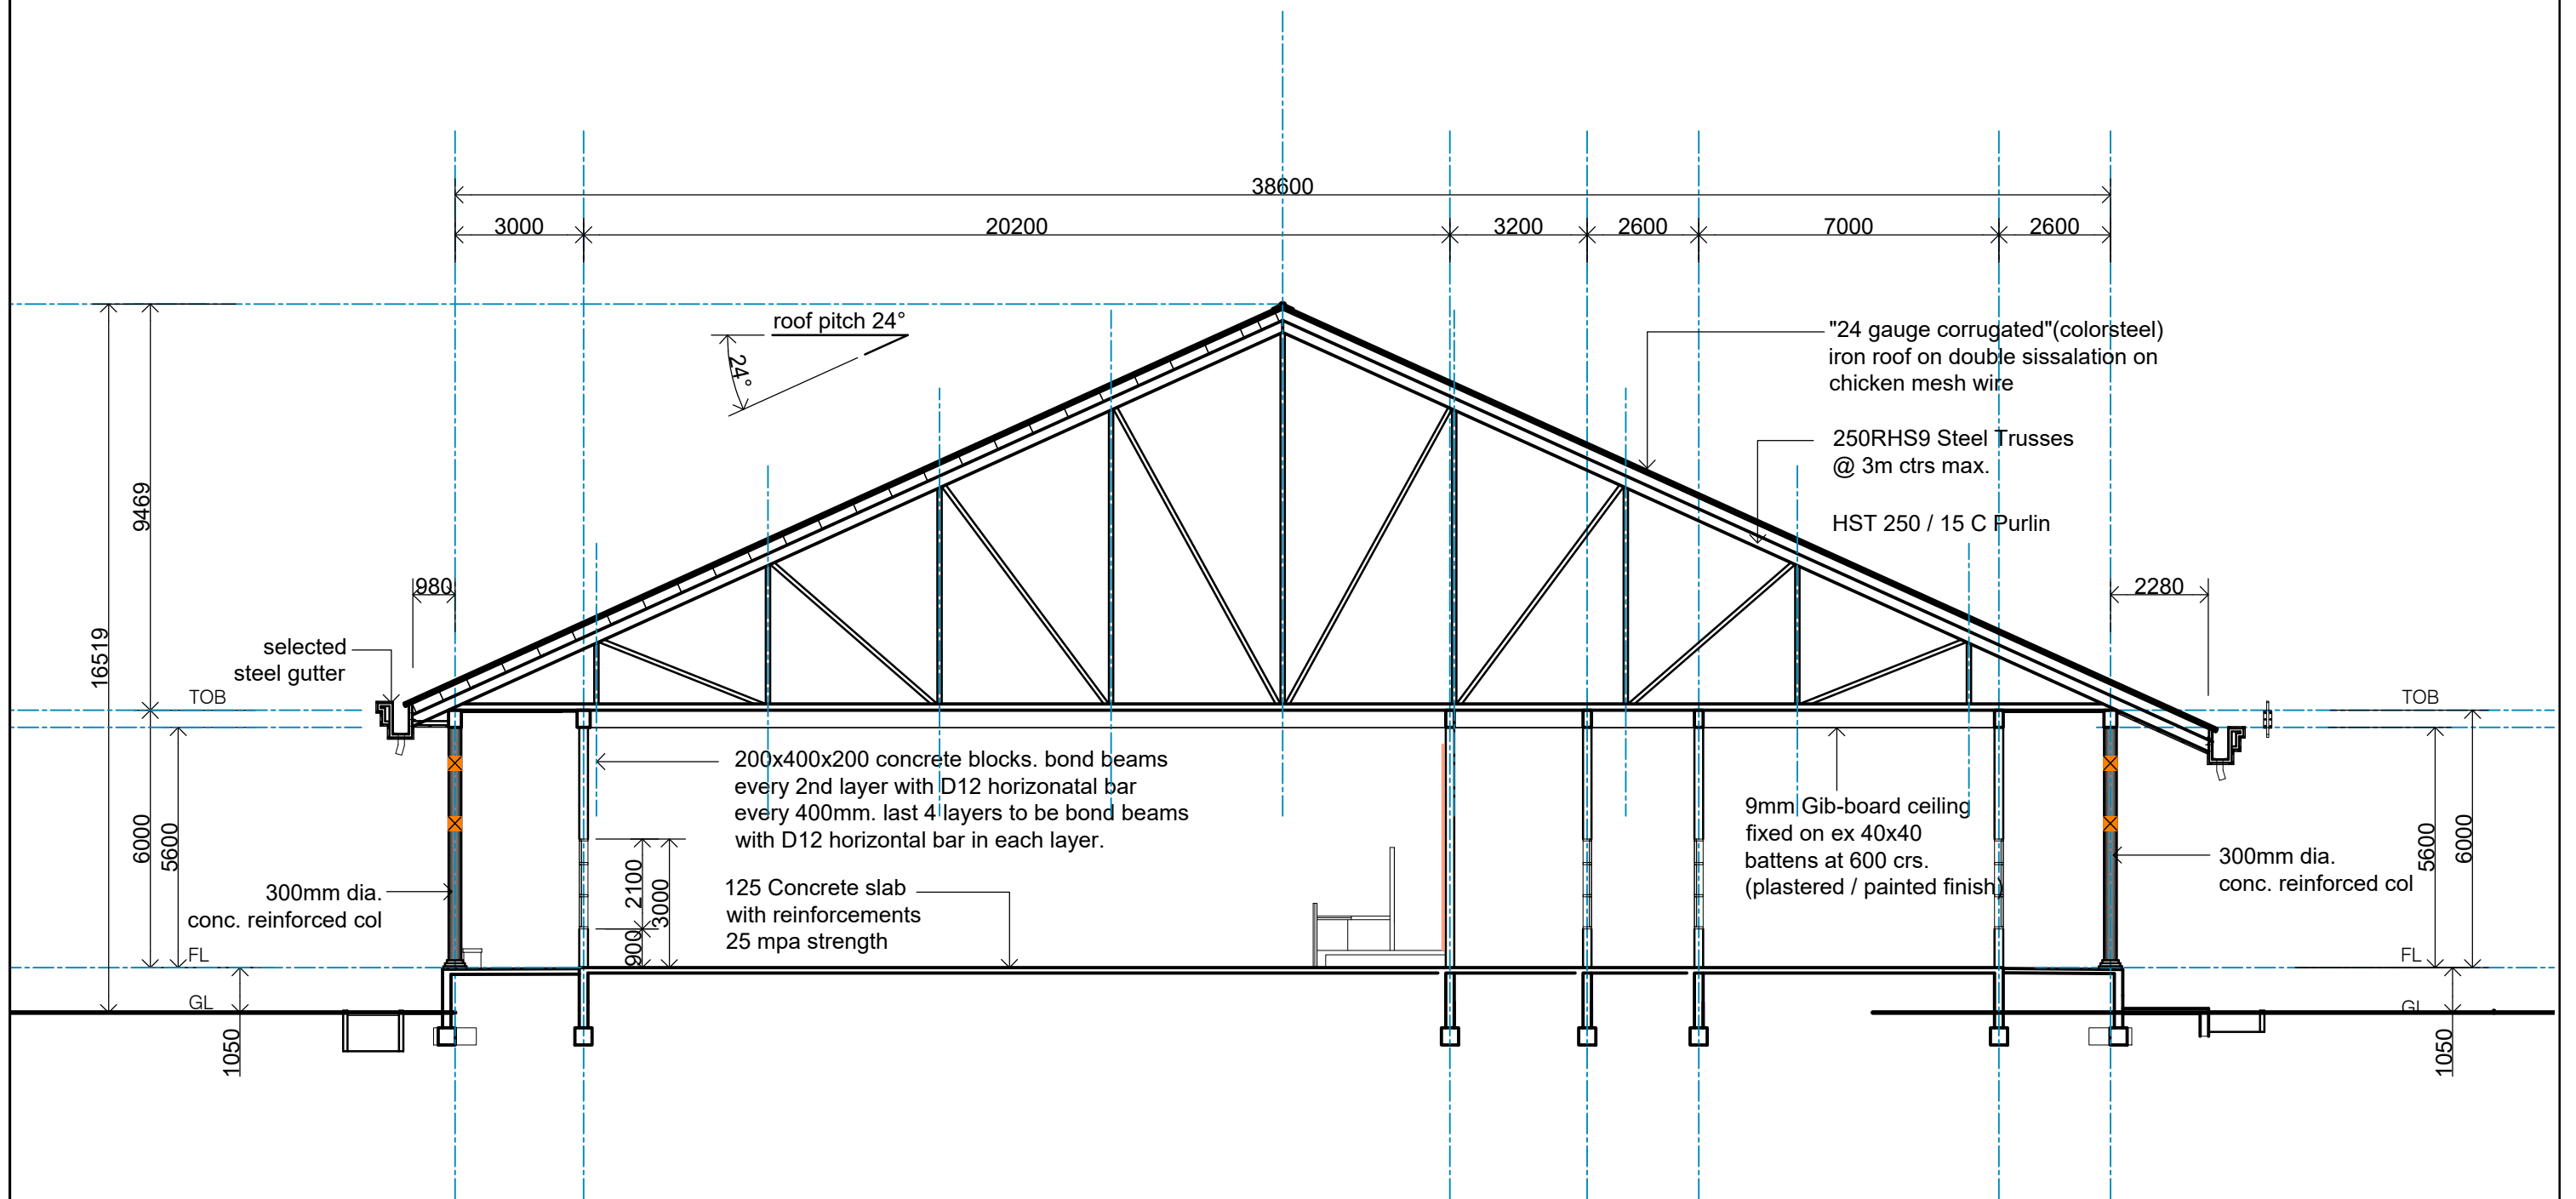 38600
3000
20200
3200
2600
7000
2600
roof pitch 24°
24°
"24 gauge corrugated"(colorsteel)
iron roof on double sissalation on
chicken mesh wire
250RHS9 Steel Trusses
@ 3m ctrs max.
HST 250 / 15 C Purlin
9469
16519
980
2280
selected
steel gutter
TOB
TOB
200x400x200 concrete blocks. bond beams
every 2nd layer with D12 horizonatal bar
every 400mm. last 4 layers to be bond beams
with D12 horizontal bar in each layer.
9mm Gib-board ceiling
fixed on ex 40x40
battens at 600 crs.
(plastered / painted finish)
6000
5600
2100
3000
900
5600
6000
300mm dia.
conc. reinforced col
125 Concrete slab
with reinforcements
25 mpa strength
300mm dia.
conc. reinforced col
FL
FL
GL
GL
1050
1050